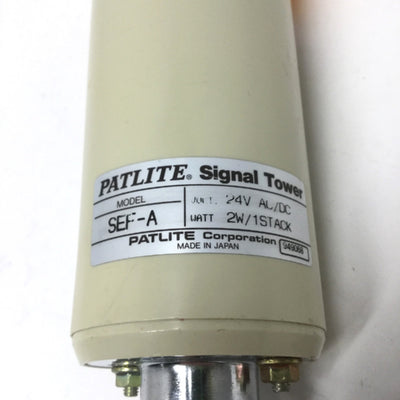 PATLITE® Signal Tower
MODEL
SEF-A
VOLT. 24V AC/DC
WATT 2W/1STACK
PATLITE Corporation
MADE IN JAPAN